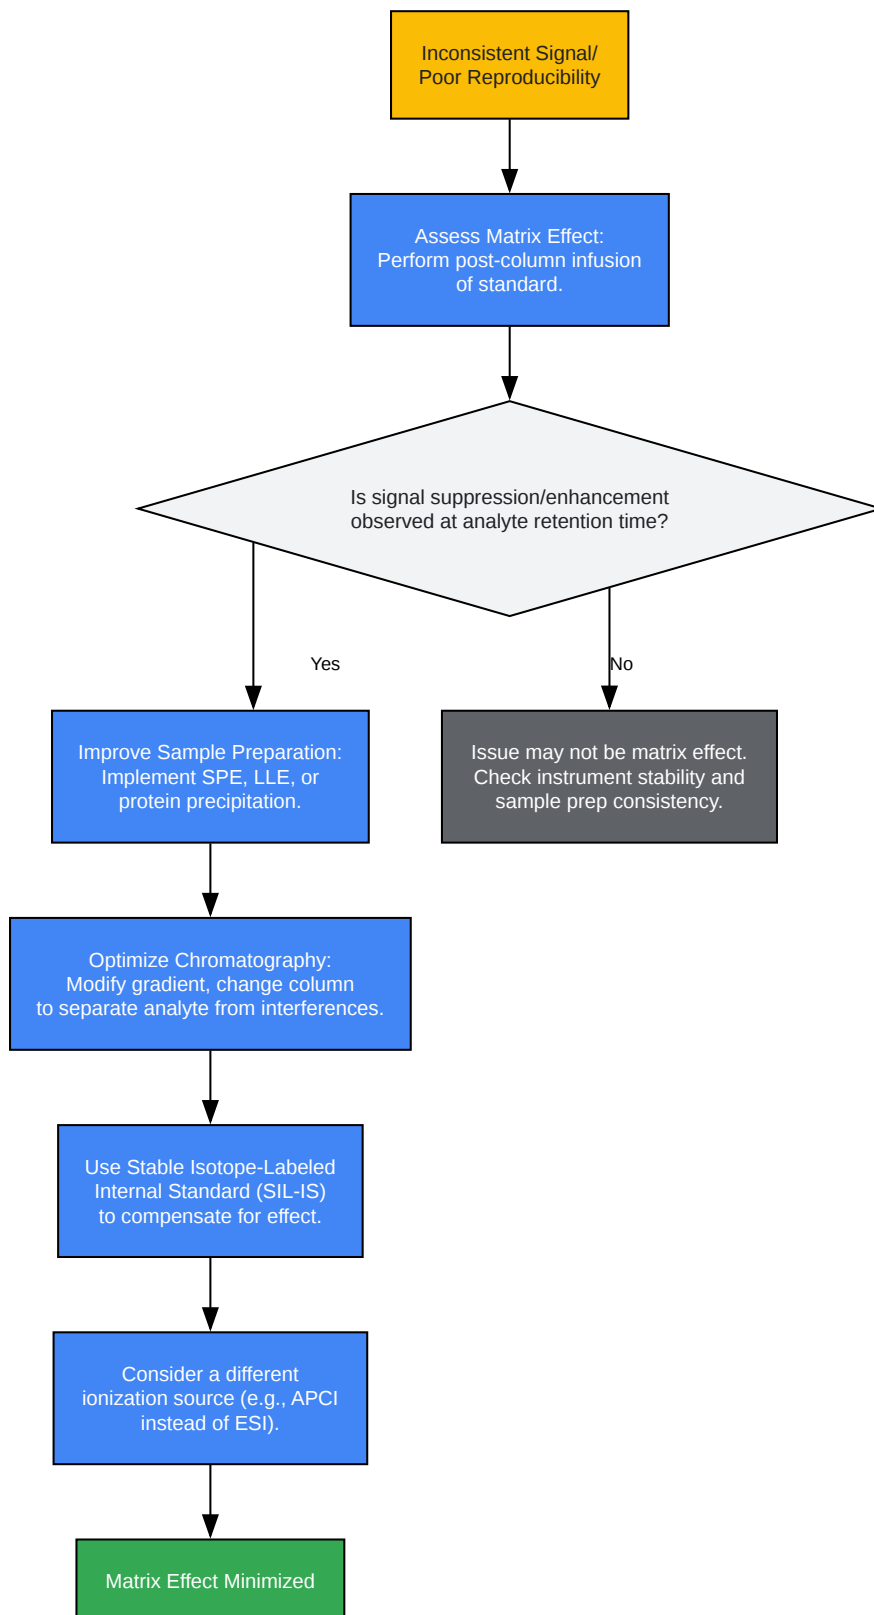 Inconsistent Signal/
Poor Reproducibility
Assess Matrix Effect:
Perform post-column infusion
of standard.
Is signal suppression/enhancement
observed at analyte retention time?
Yes
No
Improve Sample Preparation:
Implement SPE, LLE, or
protein precipitation.
Issue may not be matrix effect.
Check instrument stability and
sample prep consistency.
Optimize Chromatography:
Modify gradient, change column
to separate analyte from interferences.
Use Stable Isotope-Labeled
Internal Standard (SIL-IS)
to compensate for effect.
Consider a different
ionization source (e.g., APCI
instead of ESI).
Matrix Effect Minimized